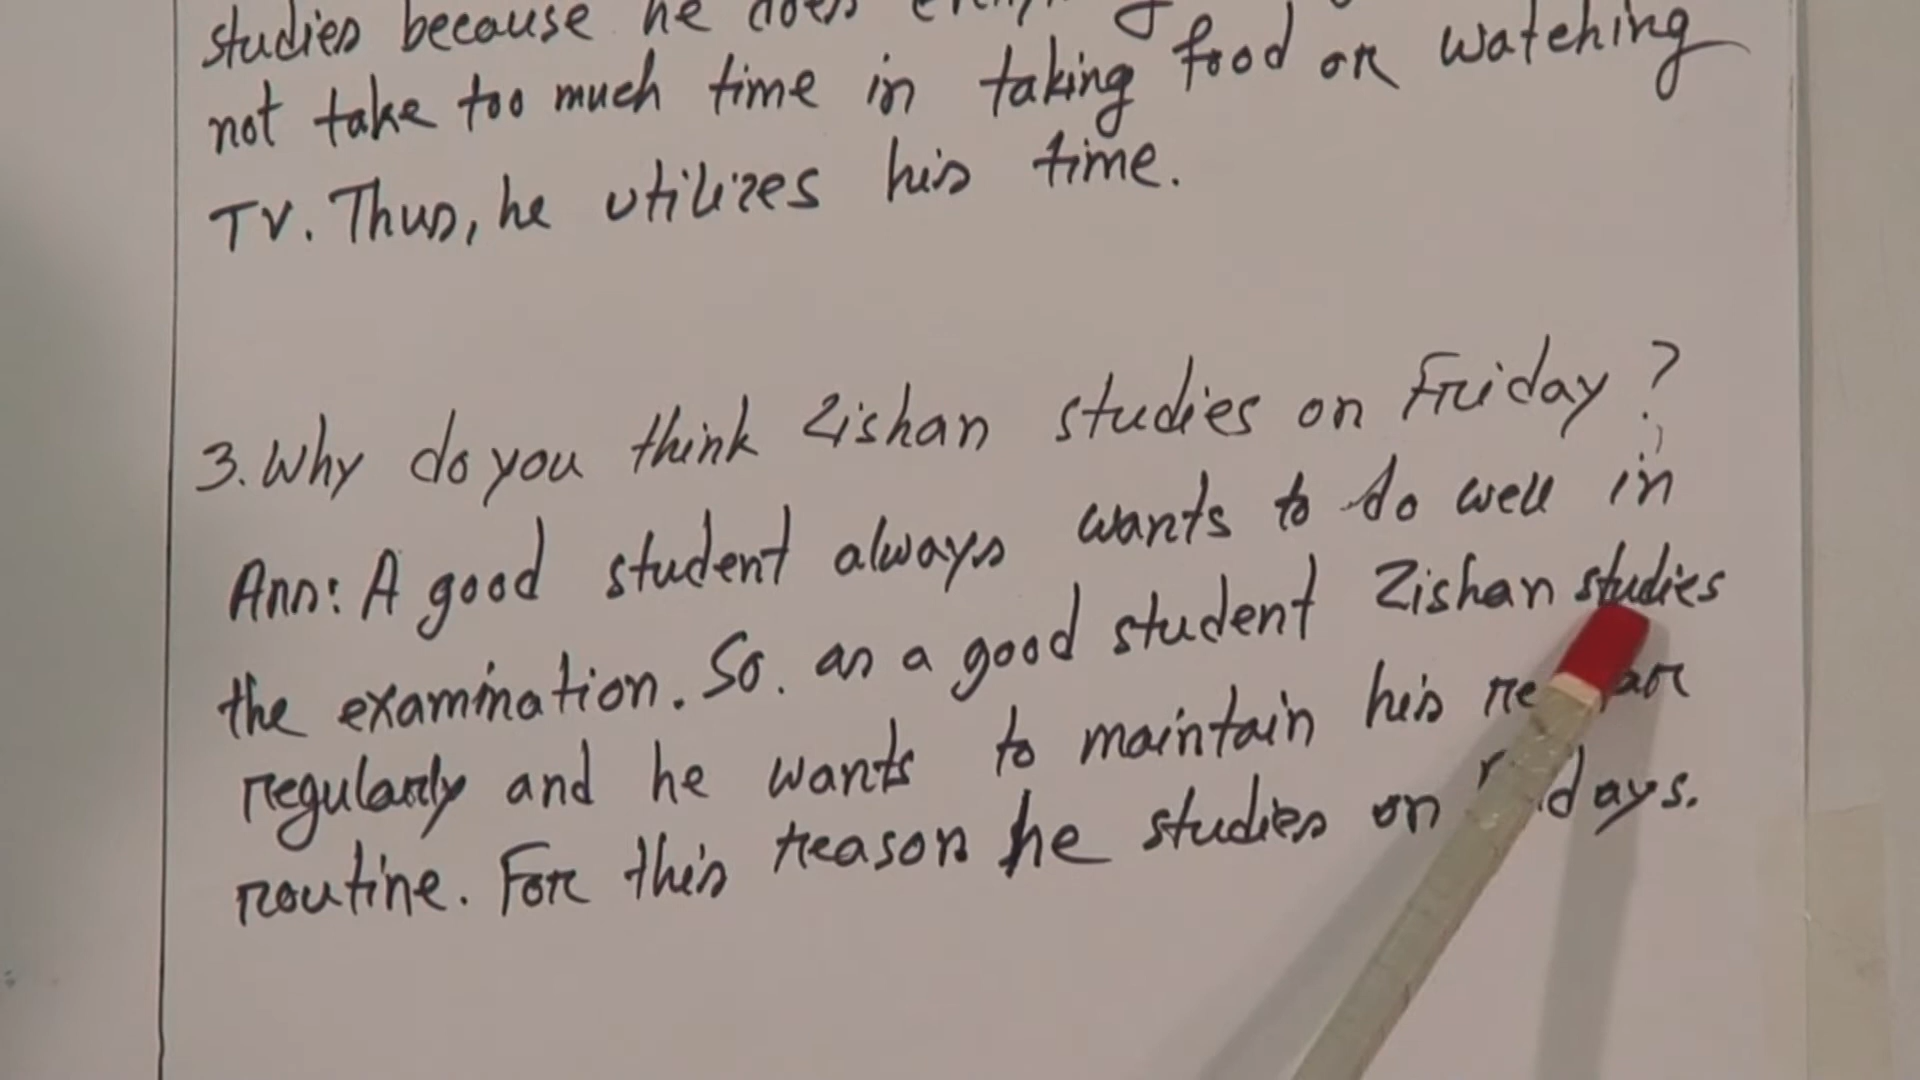 studies because he does
not take too much time in taking food or watching
TV. Thus, he utilizes his time.
3. Why do you think Zishan studies on Friday?
Ans: A good student always wants to do well in
the examination. So. as a good student Zishan studies
regularly and he wants to maintain his
routine. For this reason he studies on